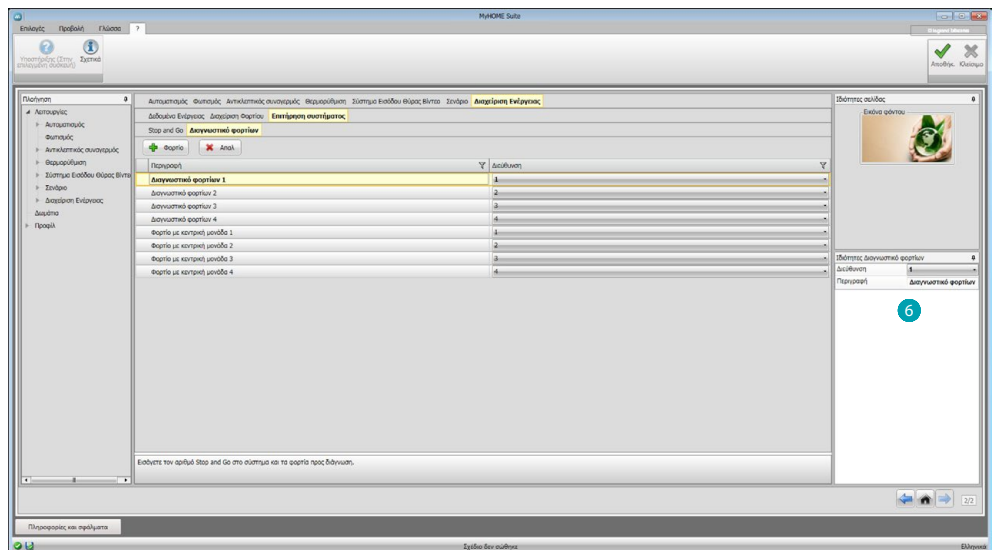 MyHOME Suite
Επιλογές Προβολή Γλώσσα ?
Υποστήριξης (Στην Σχετικά
επιλεγμένη συσκευή)
Αποθήκ. Κλείσιμο
Πλοήγηση
Λειτουργίες
Αυτοματισμός
Φωτισμός
Αντικλεπτικός συναγερμός
Θερμορύθμιση
Σύστημα Εισόδου Θύρας Βίντε
Σενάριο
Διαχείριση Ενέργειας
Δωμάτια
Προφίλ
Αυτοματισμός Φωτισμός Αντικλεπτικός συναγερμός Θερμορύθμιση Σύστημα Εισόδου Θύρας Βίντεο Σενάριο Διαχείριση Ενέργειας
Δεδομένα Ενέργειας Διαχείριση Φορτίου Επιτήρηση συστήματος
Stop and Go Διαγνωστικό φορτίων
Φορτίο Απαλ
Περιγραφή Διεύθυνση
Διαγνωστικό φορτίων 1 1
Διαγνωστικό φορτίων 2 2
Διαγνωστικό φορτίων 3 3
Διαγνωστικό φορτίων 4 4
Φορτίο με κεντρική μονάδα 1 1
Φορτίο με κεντρική μονάδα 2 2
Φορτίο με κεντρική μονάδα 3 3
Φορτίο με κεντρική μονάδα 4 4
Εισάγετε τον αριθμό Stop and Go στο σύστημα και τα φορτία προς διάγνωση.
Ιδιότητες σελίδας
Εικόνα φόντου
Ιδιότητες Διαγνωστικό φορτίων
Διεύθυνση 1
Περιγραφή Διαγνωστικό φορτίων
6
2/2
Πληροφορίες και σφάλματα
Σχέδιο δεν σώθηκε Ελληνικά